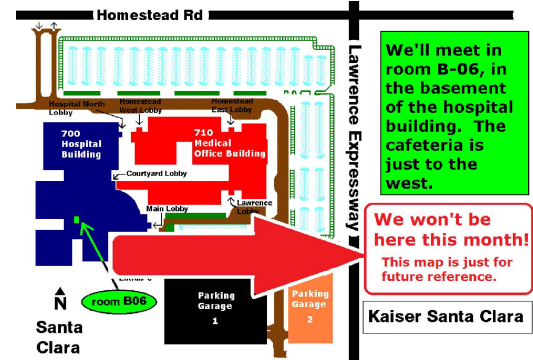 Homestead Rd
Lawrence Expressway
Hospital North
Lobby
Homestead
West Lobby
Homestead
East Lobby
700
Hospital
Building
710
Medical
Office Building
Courtyard Lobby
Main Lobby
Lawrence
Lobby
room B06
N
Santa
Clara
Parking
Garage
1
Parking
Garage
2
We'll meet in
room B-06, in
the basement
of the hospital
building. The
cafeteria is
just to the
west.
We won't be
here this month!
This map is just for
future reference.
Kaiser Santa Clara